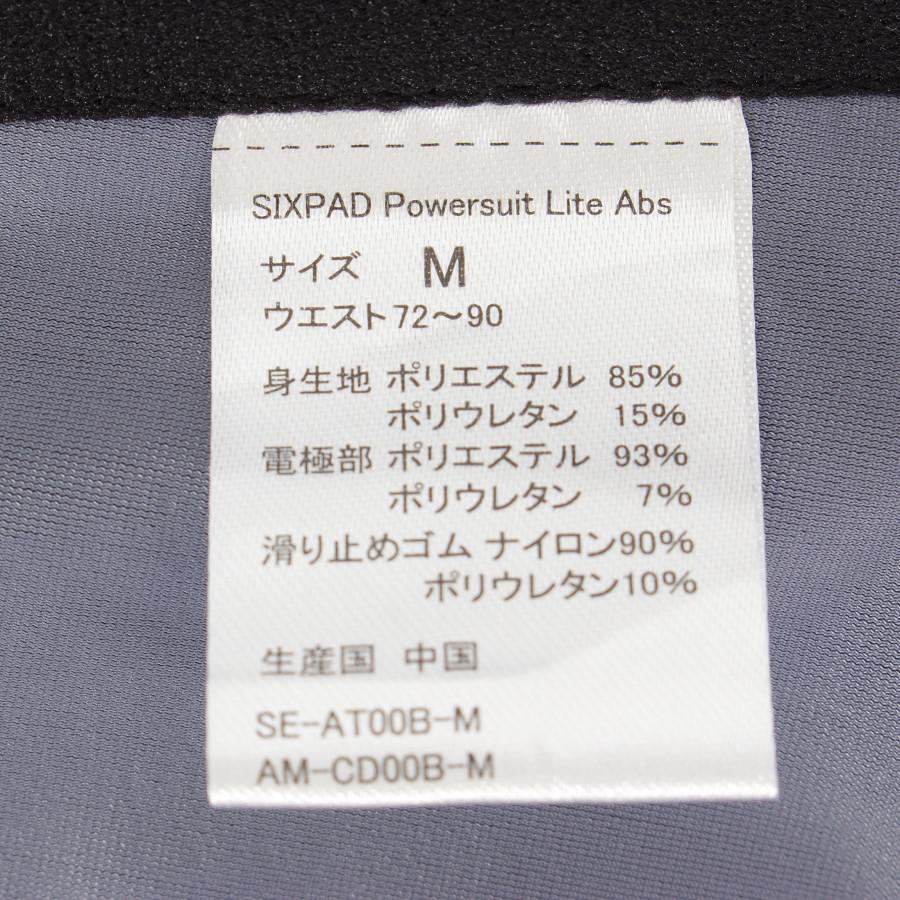 SIXPAD Powersuit Lite Abs
サイズ M
ウエスト72～90
身生地 ポリエステル 85%
ポリウレタン 15%
電極部 ポリエステル 93%
ポリウレタン 7%
滑り止めゴム ナイロン90%
ポリウレタン10%
生産国 中国
SE-AT00B-M
AM-CD00B-M